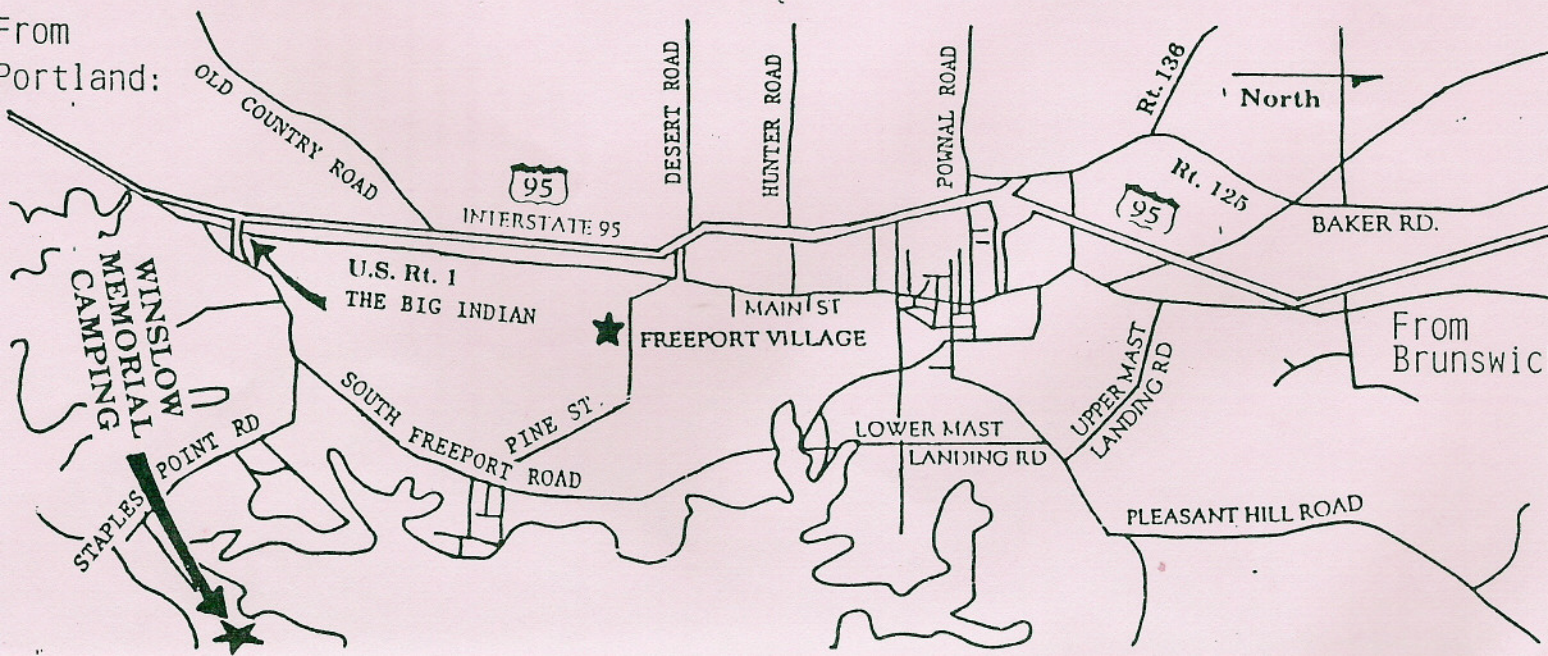 From
Portland:
OLD COUNTRY ROAD
95
INTERSTATE 95
DESERT ROAD
HUNTER ROAD
POWNAL ROAD
Rt. 136
North
Rt. 125
95
BAKER RD.
U.S. Rt. 1
THE BIG INDIAN
MAIN ST
FREEPORT VILLAGE
From
Brunswic
WINSLOW
MEMORIAL
CAMPING
SOUTH FREEPORT ROAD
PINE ST.
STAPLES POINT RD
LOWER MAST
LANDING RD
UPPER MAST
LANDING RD
PLEASANT HILL ROAD